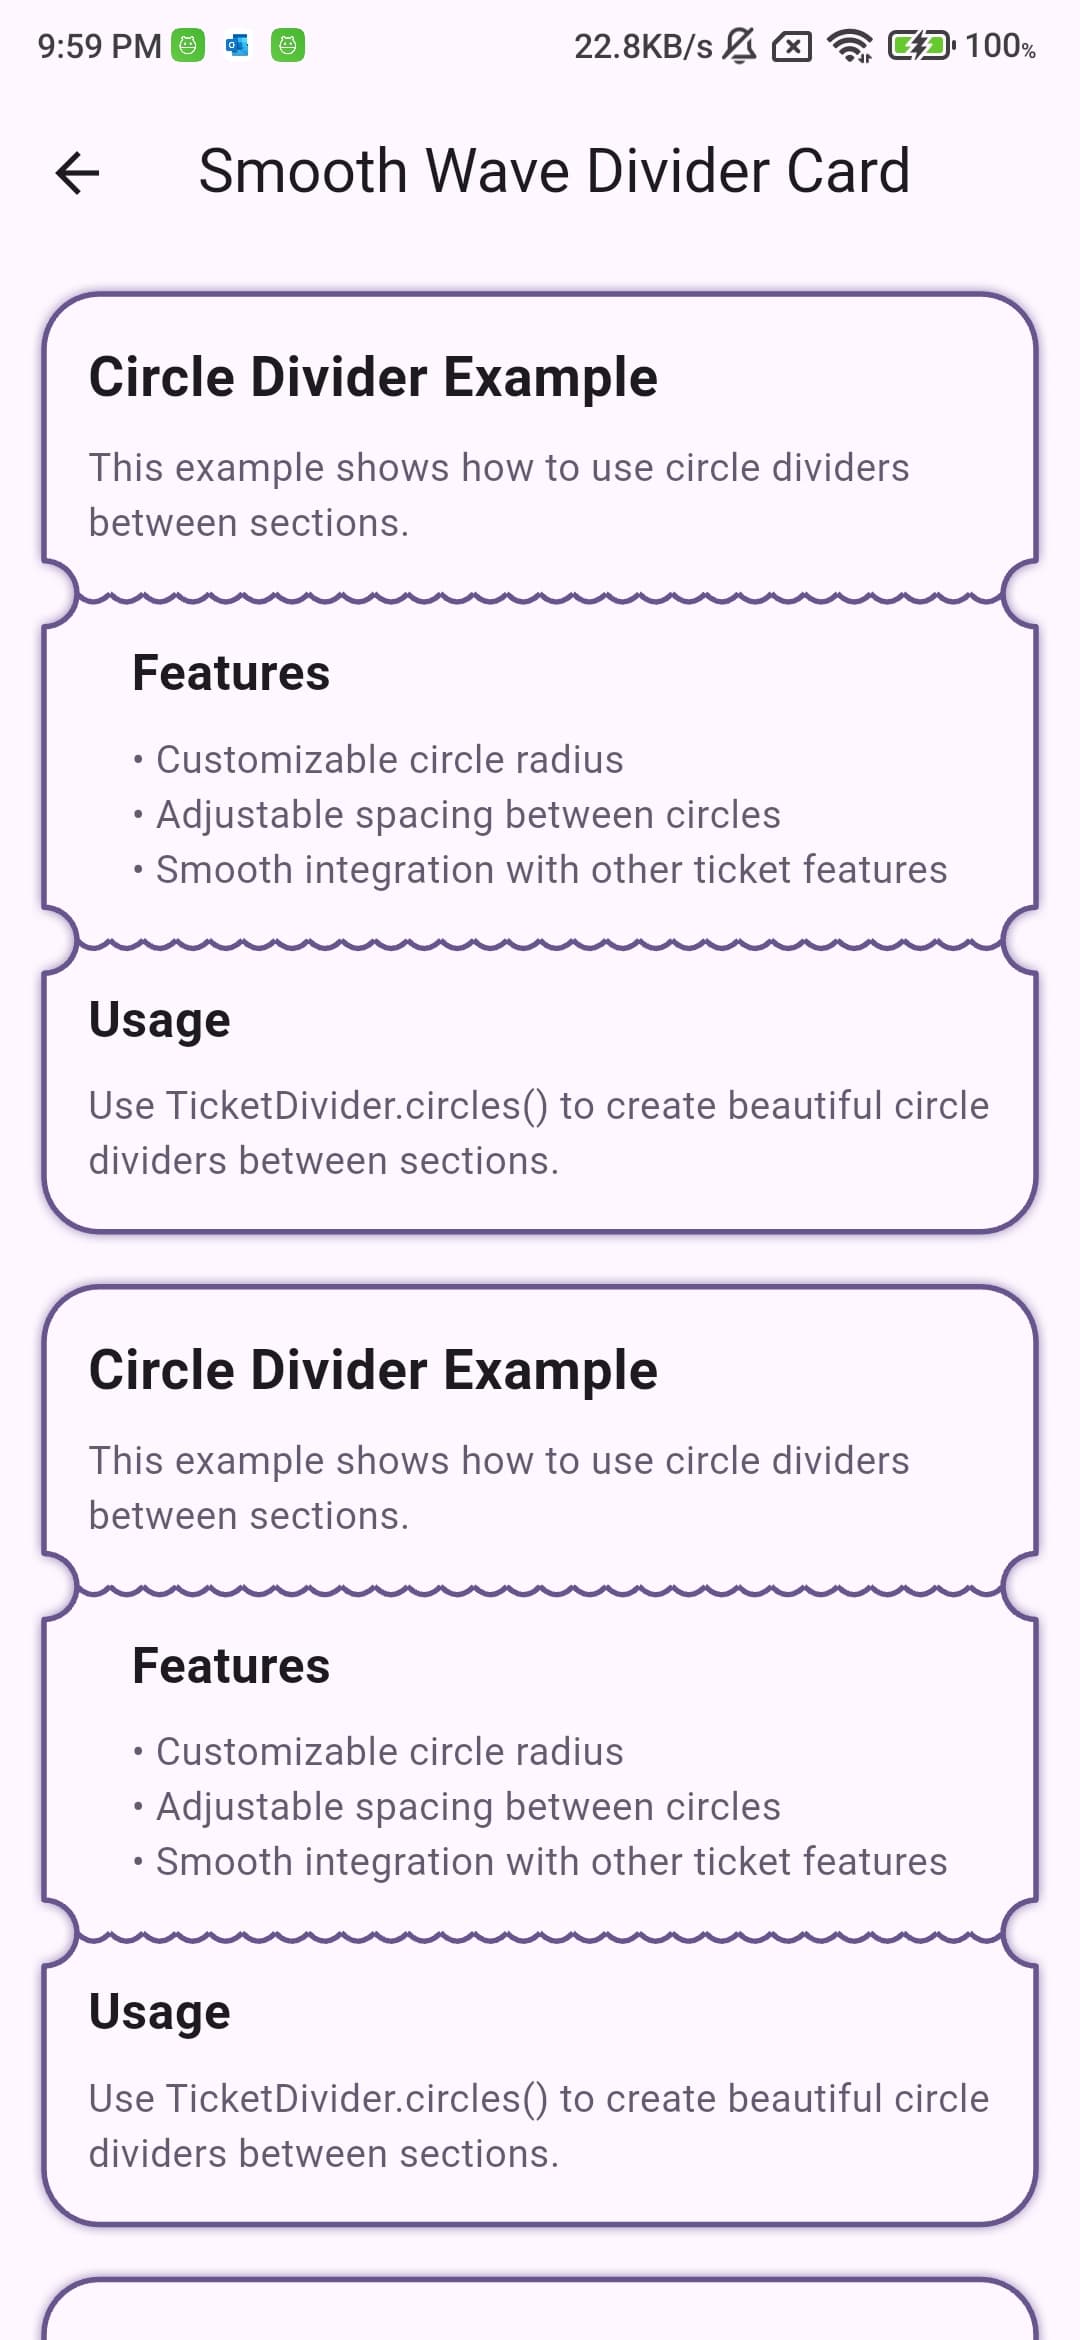 9:59 PM 22.8KB/s 100%
Smooth Wave Divider Card
Circle Divider Example
This example shows how to use circle dividers
between sections.
Features
• Customizable circle radius
• Adjustable spacing between circles
• Smooth integration with other ticket features
Usage
Use TicketDivider.circles() to create beautiful circle
dividers between sections.
Circle Divider Example
This example shows how to use circle dividers
between sections.
Features
• Customizable circle radius
• Adjustable spacing between circles
• Smooth integration with other ticket features
Usage
Use TicketDivider.circles() to create beautiful circle
dividers between sections.